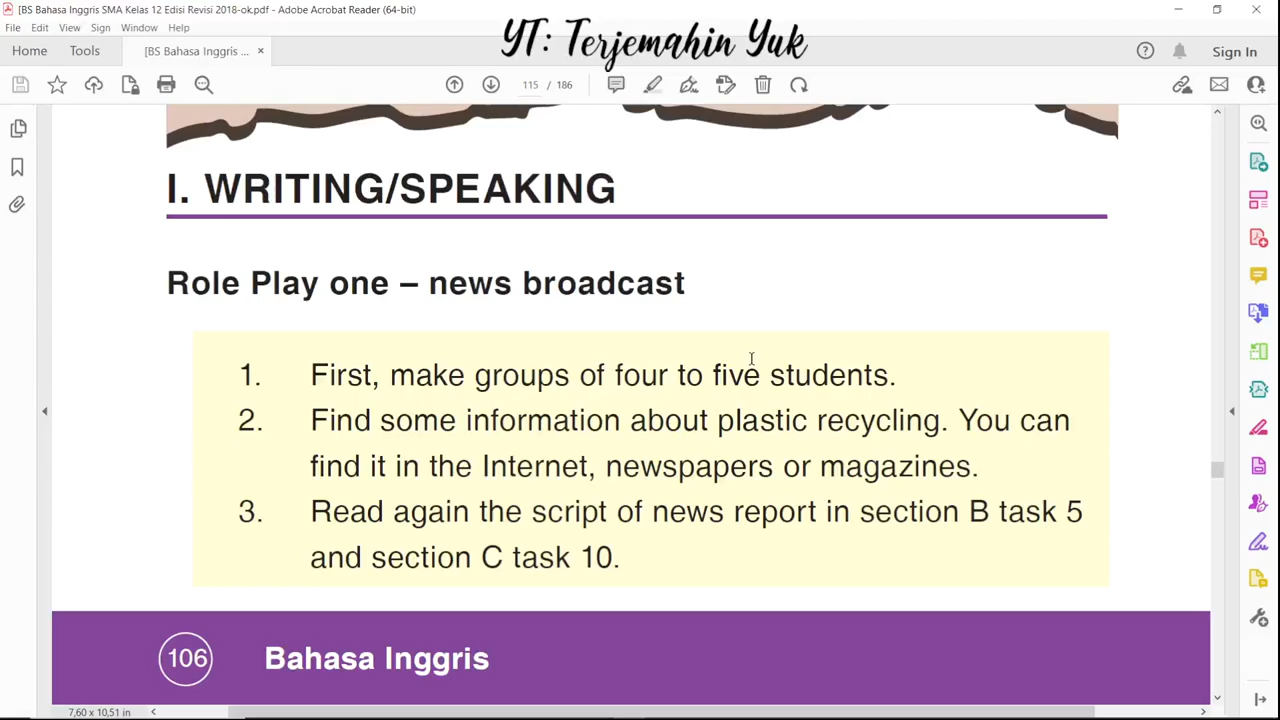 [BS Bahasa Inggris SMA Kelas 12 Edisi Revisi 2018-ok.pdf - Adobe Acrobat Reader (64-bit)
File Edit View Sign Window Help
YT: Terjemahin Yuk
Home Tools [BS Bahasa Inggris ... × Sign In
115 / 186
I. WRITING/SPEAKING
Role Play one – news broadcast
1. First, make groups of four to five students.
2. Find some information about plastic recycling. You can
find it in the Internet, newspapers or magazines.
3. Read again the script of news report in section B task 5
and section C task 10.
106 Bahasa Inggris
7,60 x 10,51 in